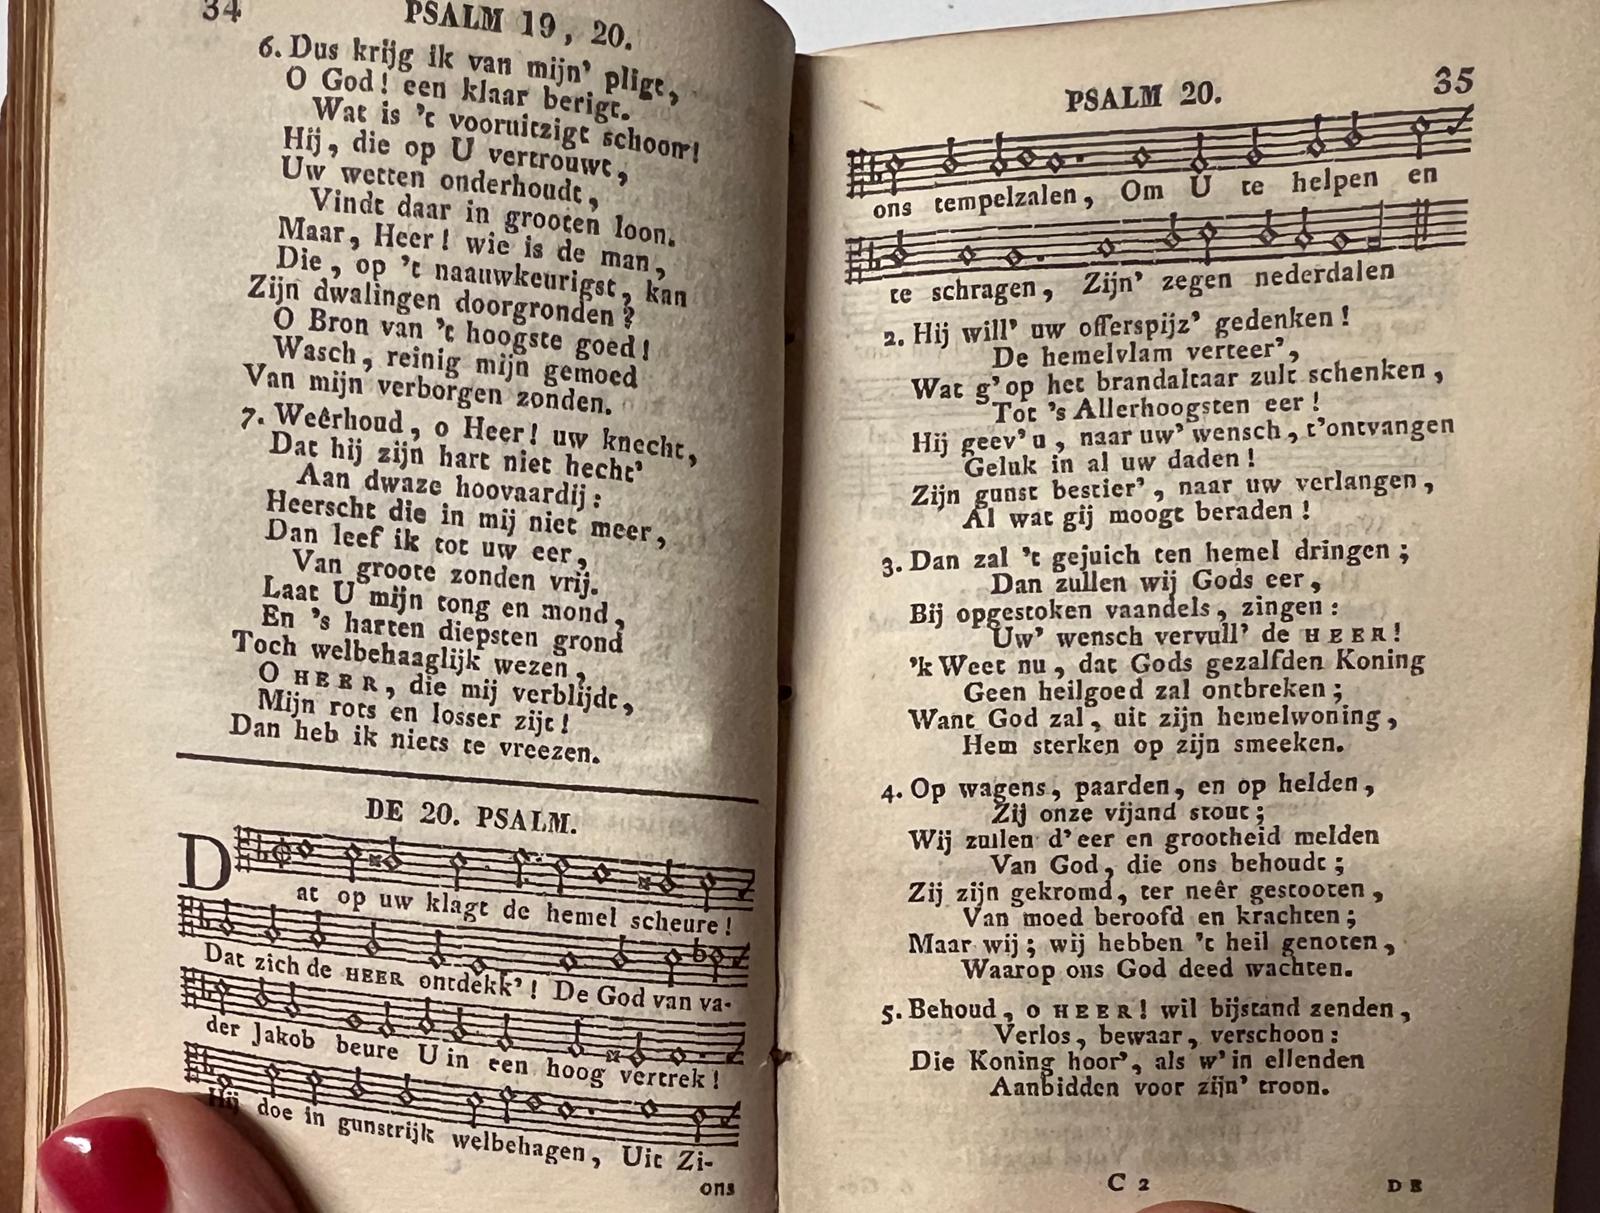 34
PSALM 19, 20.
6. Dus krijg ik van mijn' pligt,
O God! een klaar berigt.
Wat is 't vooruitzigt schoon!
Hij, die op U vertrouwt,
Uw wetten onderhoudt,
Vindt daar in grooten loon.
Maar, Heer! wie is de man,
Die, op 't naauwkeurigst, kan
Zijn dwalingen doorgronden?
O Bron van 't hoogste goed!
Wasch, reinig mijn gemoed
Van mijn verborgen zonden.
7. Weêrhoud, o Heer! uw knecht,
Dat hij zijn hart niet hecht'
Aan dwaze hoovaardij:
Heerscht die in mij niet meer,
Dan leef ik tot uw eer,
Van groote zonden vrij.
Laat U mijn tong en mond,
En 's harten diepsten grond
Toch welbehaaglijk wezen,
O HEER, die mij verblijdt,
Mijn rots en losser zijt!
Dan heb ik niets te vreezen.
DE 20. PSALM.
Dat op uw klagt de hemel scheure!
Dat zich de HEER ontdekk'! De God van va-
der Jakob beure U in een hoog vertrek!
Hij doe in gunstrijk welbehagen, Uit Zi-
ons
PSALM 20.
35
ons tempelzalen, Om U te helpen en
te schragen, Zijn' zegen nederdalen
2. Hij will' uw offerspijz' gedenken!
De hemelvlam verteer',
Wat g'op het brandaltaar zult schenken,
Tot 's Allerhoogsten eer!
Hij geev' u, naar uw' wensch, t'ontvangen
Geluk in al uw daden!
Zijn gunst bestier', naar uw verlangen,
Al wat gij moogt beraden!
3. Dan zal 't gejuich ten hemel dringen;
Dan zullen wij Gods eer,
Bij opgestoken vaandels, zingen:
Uw' wensch vervull' de HEER!
'k Weet nu, dat Gods gezalfden Koning
Geen heilgoed zal ontbreken;
Want God zal, uit zijn hemelwoning,
Hem sterken op zijn smeeken.
4. Op wagens, paarden, en op helden,
Zij onze vijand stout;
Wij zullen d'eer en grootheid melden
Van God, die ons behoudt;
Zij zijn gekromd, ter neêr gestooten,
Van moed beroofd en krachten;
Maar wij; wij hebben 't heil genoten,
Waarop ons God deed wachten.
5. Behoud, o HEER! wil bijstand zenden,
Verlos, bewaar, verschoon:
Die Koning hoor', als w'in ellenden
Aanbidden voor zijn' troon.
C 2
DE